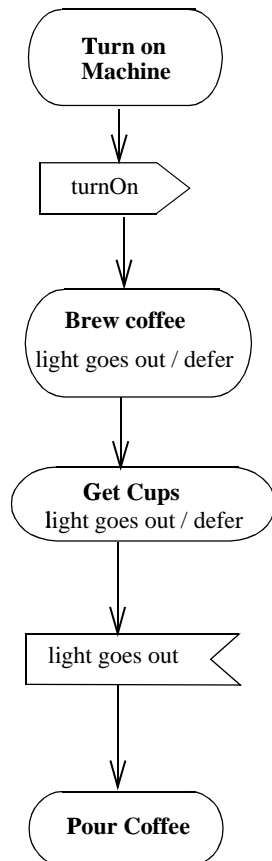 Turn on
Machine
turnOn
Brew coffee
light goes out / defer
Get Cups
light goes out / defer
light goes out
Pour Coffee